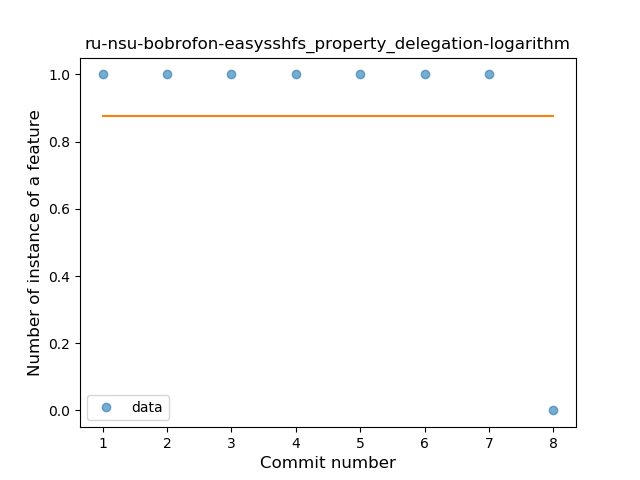 ru-nsu-bobrofon-easysshfs_property_delegation-logarithm
1.0
0.8
0.6
0.4
0.2
0.0
Number of instance of a feature
data
1 2 3 4 5 6 7 8
Commit number